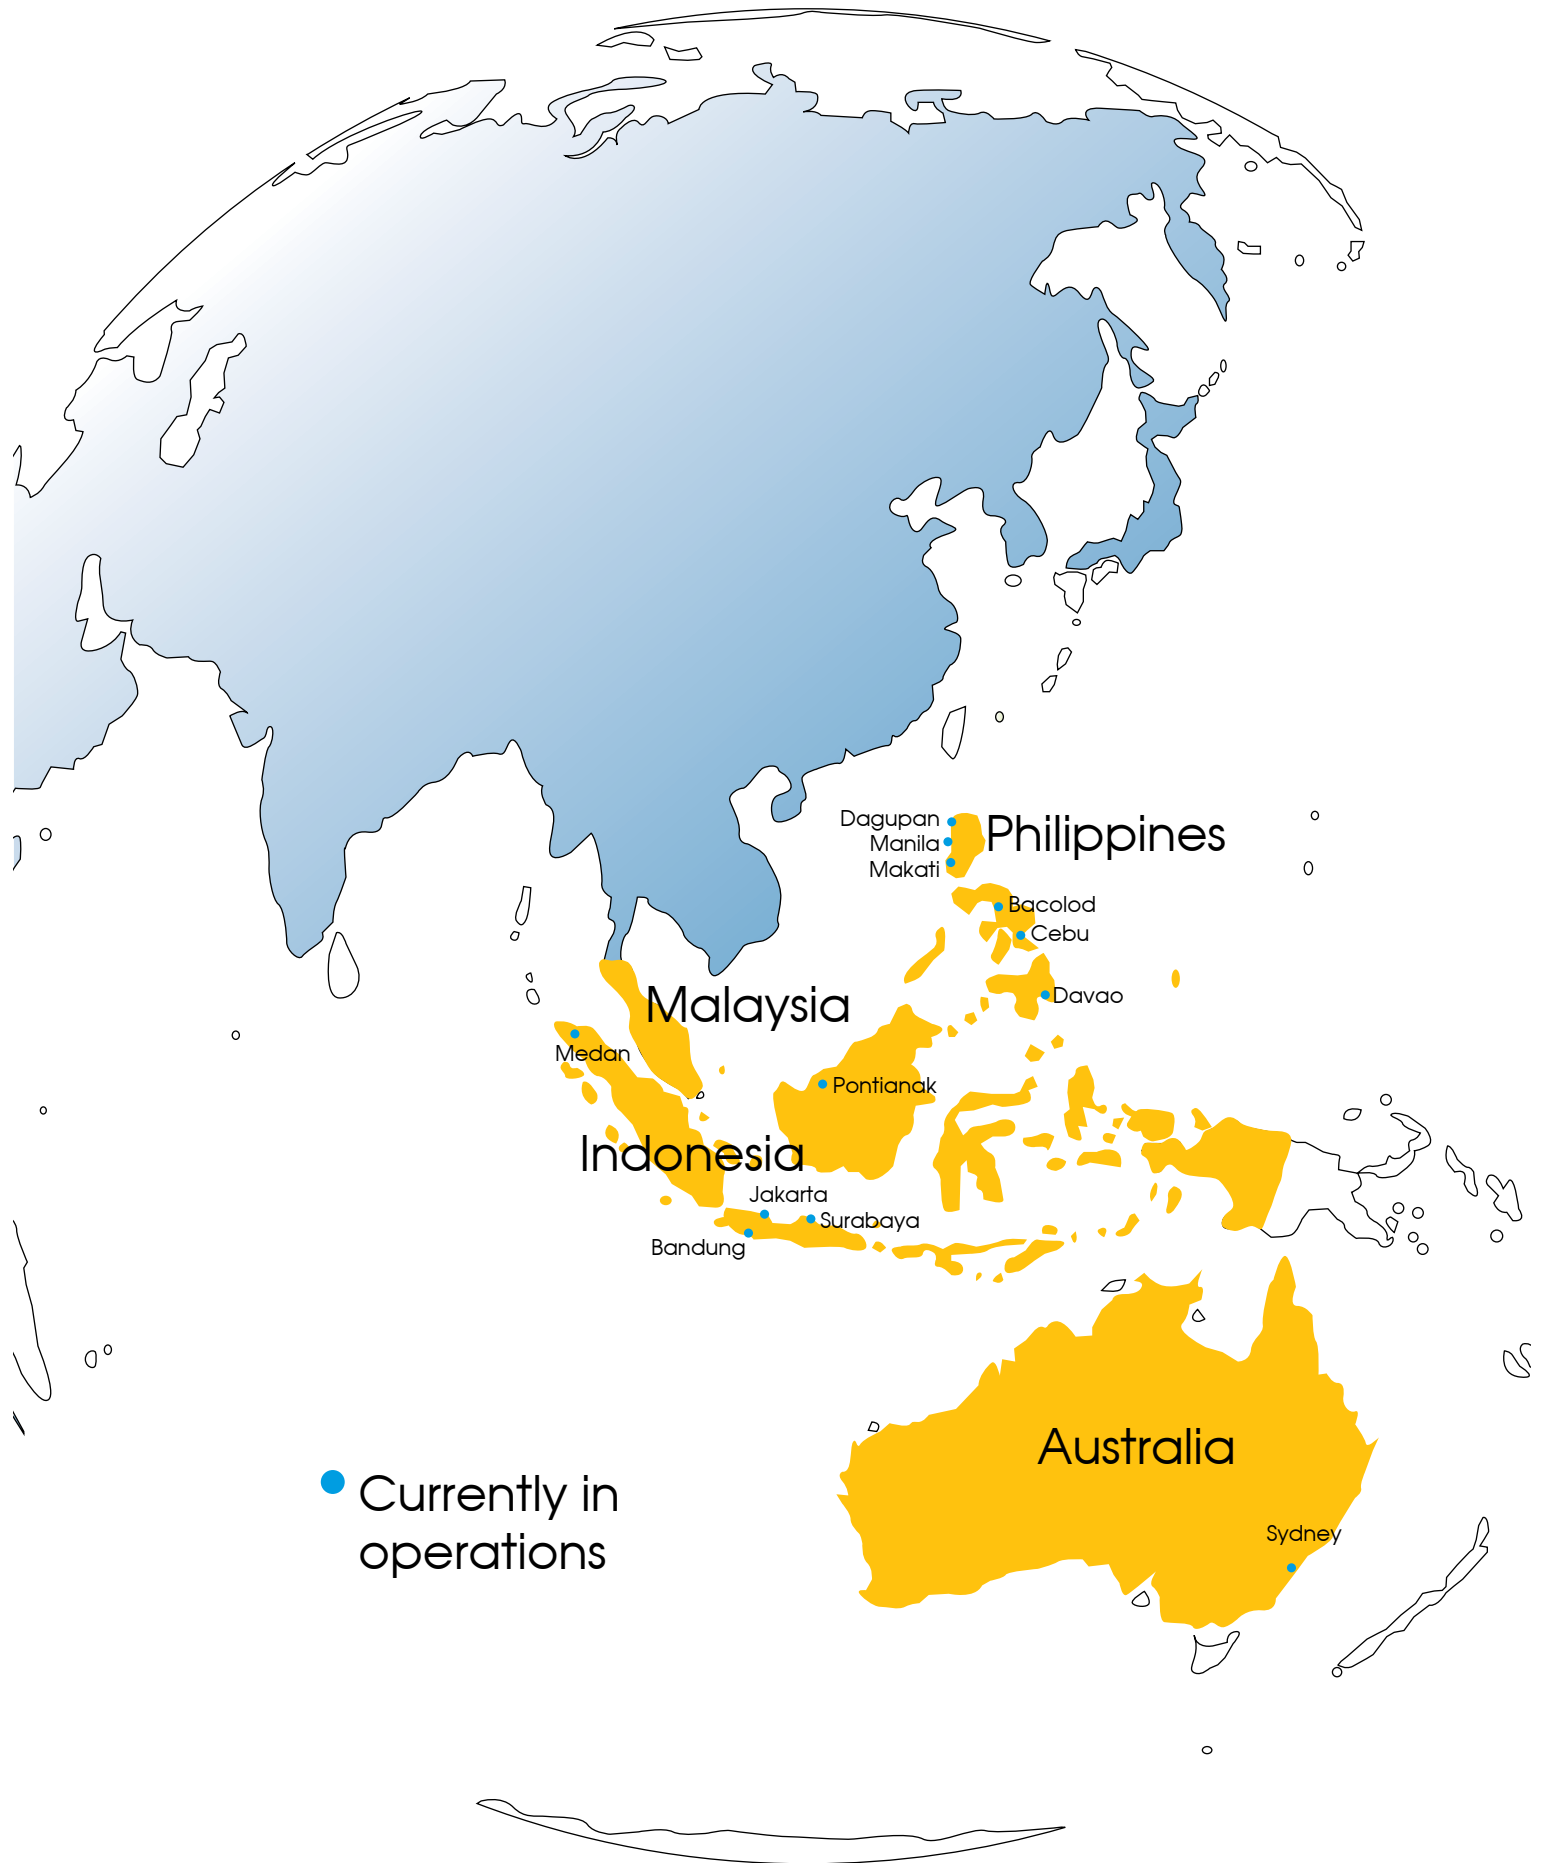 Dagupan
Philippines
Manila
Makati
Bacolod
Cebu
Davao
Malaysia
Medan
Pontianak
Indonesia
Jakarta
Surabaya
Bandung
Australia
Currently in
operations
Sydney